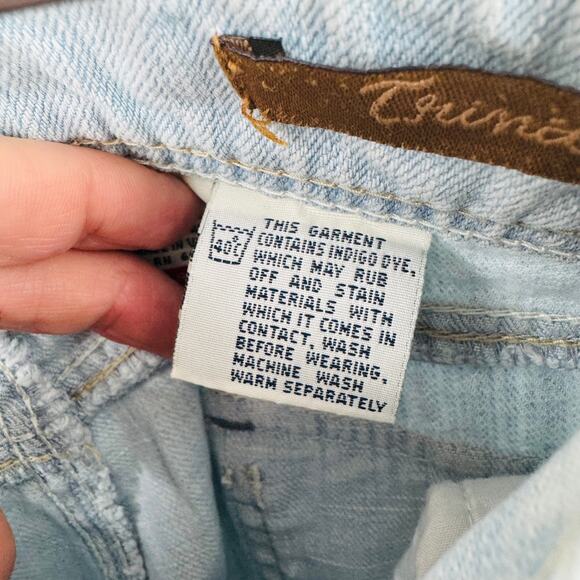 THIS GARMENT
CONTAINS INDIGO DYE,
WHICH MAY RUB
OFF AND STAIN
MATERIALS WITH
WHICH IT COMES IN
CONTACT. WASH
BEFORE WEARING,
MACHINE WASH
WARM SEPARATELY
40°